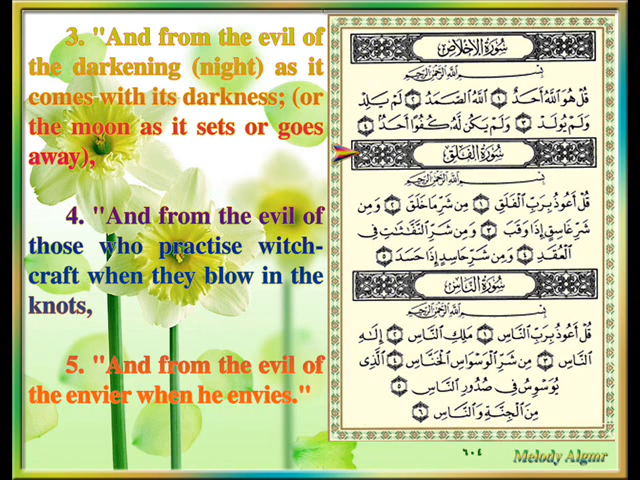 3. "And from the evil of
the darkening (night) as it
comes with its darkness; (or
the moon as it sets or goes
away),
4. "And from the evil of
those who practise witch-
craft when they blow in the
knots,
5. "And from the evil of
the envier when he envies."
سُورَةُ الإِخْلَاصِ
بِسْمِ اللَّهِ الرَّحْمَٰنِ الرَّحِيمِ
قُلْ هُوَ اللَّهُ أَحَدٌ ١ اللَّهُ الصَّمَدُ ٢ لَمْ يَلِدْ
وَلَمْ يُولَدْ ٣ وَلَمْ يَكُن لَّهُ كُفُوًا أَحَدٌ ٤
سُورَةُ الفَلَقِ
بِسْمِ اللَّهِ الرَّحْمَٰنِ الرَّحِيمِ
قُلْ أَعُوذُ بِرَبِّ الْفَلَقِ ١ مِن شَرِّ مَا خَلَقَ ٢ وَمِن
شَرِّ غَاسِقٍ إِذَا وَقَبَ ٣ وَمِن شَرِّ النَّفَّاثَاتِ فِي
الْعُقَدِ ٤ وَمِن شَرِّ حَاسِدٍ إِذَا حَسَدَ ٥
سُورَةُ النَّاسِ
بِسْمِ اللَّهِ الرَّحْمَٰنِ الرَّحِيمِ
قُلْ أَعُوذُ بِرَبِّ النَّاسِ ١ مَلِكِ النَّاسِ ٢ إِلَٰهِ
النَّاسِ ٣ مِن شَرِّ الْوَسْوَاسِ الْخَنَّاسِ ٤ الَّذِي
يُوَسْوِسُ فِي صُدُورِ النَّاسِ ٥
مِنَ الْجِنَّةِ وَالنَّاسِ ٦
٦٠٤
Melody Algmr